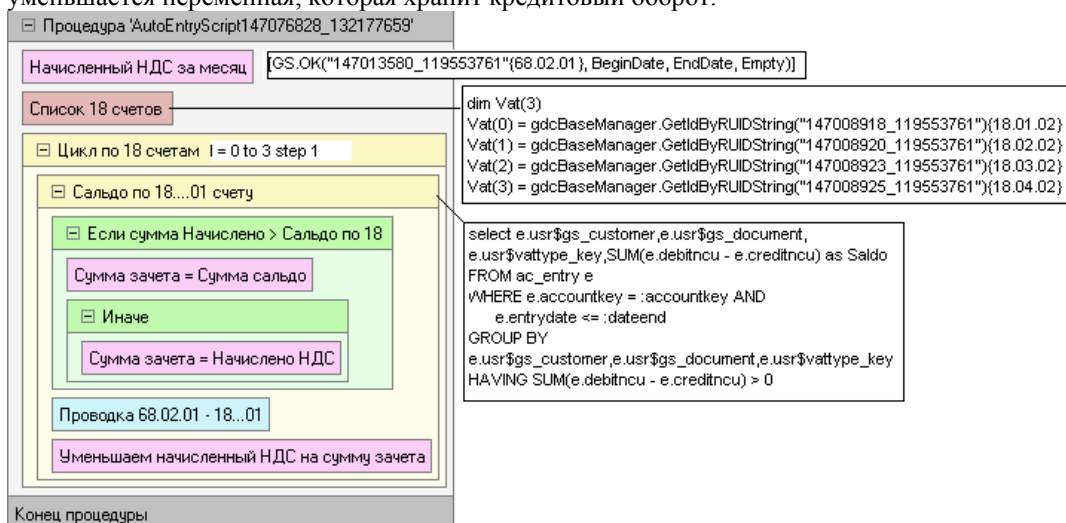 уменьшается переменная, которая хранит кредитовый оборот.
Процедура 'AutoEntryScript147076828_132177659'
Начисленный НДС за месяц
[GS.OK("147013580_119553761"{68.02.01}, BeginDate, EndDate, Empty)]
Список 18 счетов
dim Vat(3)
Vat(0) = gdcBaseManager.GetIdByRUIDString("147008918_119553761"){18.01.02}
Vat(1) = gdcBaseManager.GetIdByRUIDString("147008920_119553761"){18.02.02}
Vat(2) = gdcBaseManager.GetIdByRUIDString("147008923_119553761"){18.03.02}
Vat(3) = gdcBaseManager.GetIdByRUIDString("147008925_119553761"){18.04.02}
Цикл по 18 счетам I = 0 to 3 step 1
Сальдо по 18....01 счету
select e.usr$gs_customer,e.usr$gs_document,
e.usr$vattype_key,SUM(e.debitncu - e.creditncu) as Saldo
FROM ac_entry e
WHERE e.accountkey = :accountkey AND
e.entrydate <= :dateend
GROUP BY
e.usr$gs_customer,e.usr$gs_document,e.usr$vattype_key
HAVING SUM(e.debitncu - e.creditncu) > 0
Если сумма Начислено > Сальдо по 18
Сумма зачета = Сумма сальдо
Иначе
Сумма зачета = Начислено НДС
Проводка 68.02.01 - 18...01
Уменьшаем начисленный НДС на сумму зачета
Конец процедуры